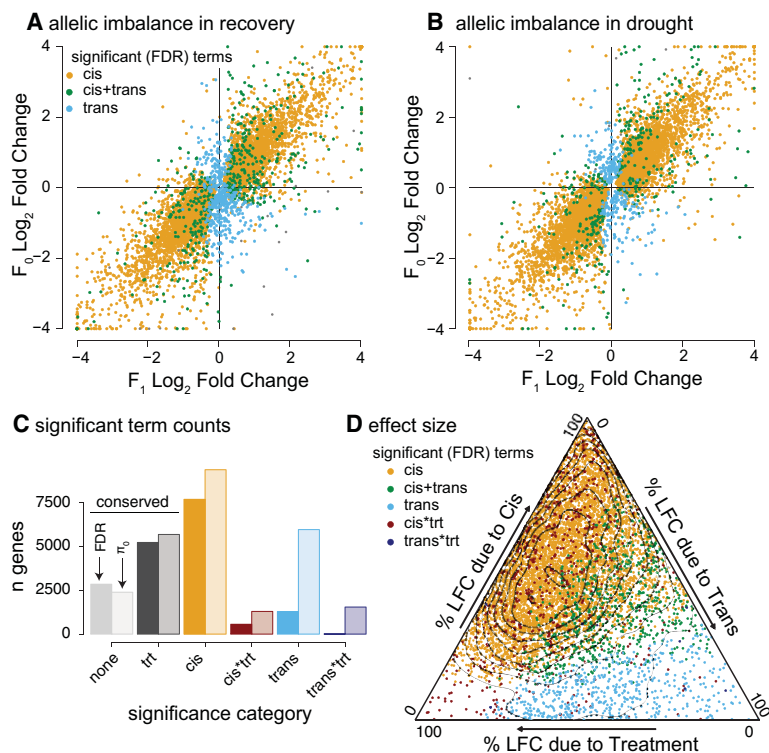 A allelic imbalance in recovery
4
2
0
−2
−4
F0 Log2 Fold Change
significant (FDR) terms
cis
cis+trans
trans
−4
−2
0
2
4
F1 Log2 Fold Change
B allelic imbalance in drought
4
2
0
−2
−4
F0 Log2 Fold Change
−4
−2
0
2
4
F1 Log2 Fold Change
C significant term counts
n genes
7500
5000
2500
0
conserved
FDR
π0
none
trt
cis
cis*trt
trans
trans*trt
significance category
D effect size
significant (FDR) terms
cis
cis+trans
trans
cis*trt
trans*trt
100
0
% LFC due to Cis
% LFC due to Trans
0
100
100
0
% LFC due to Treatment